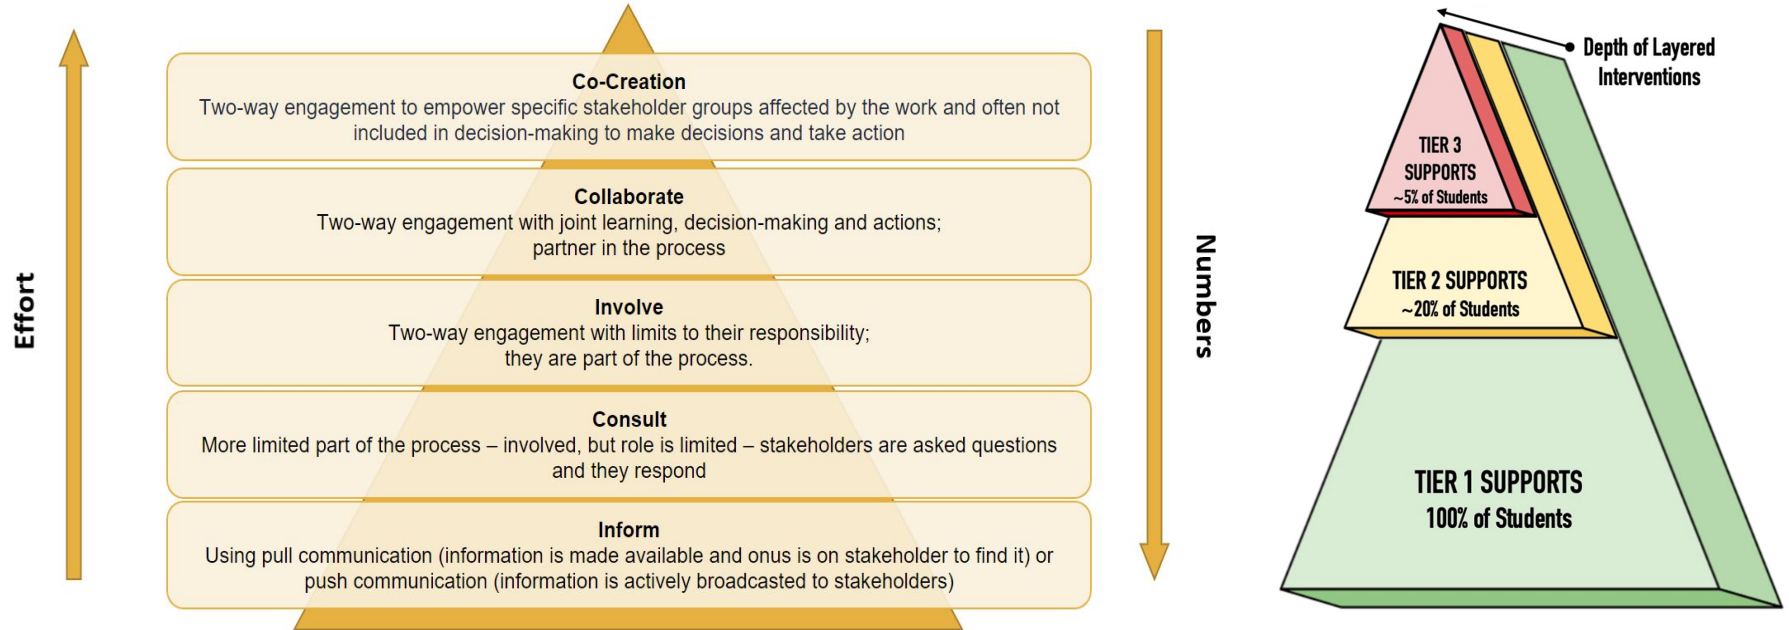 Effort
Co-Creation
Two-way engagement to empower specific stakeholder groups affected by the work and often not
included in decision-making to make decisions and take action
Collaborate
Two-way engagement with joint learning, decision-making and actions;
partner in the process
Involve
Two-way engagement with limits to their responsibility;
they are part of the process.
Consult
More limited part of the process – involved, but role is limited – stakeholders are asked questions
and they respond
Inform
Using pull communication (information is made available and onus is on stakeholder to find it) or
push communication (information is actively broadcasted to stakeholders)
Numbers
Depth of Layered
Interventions
TIER 3
SUPPORTS
~5% of Students
TIER 2 SUPPORTS
~20% of Students
TIER 1 SUPPORTS
100% of Students